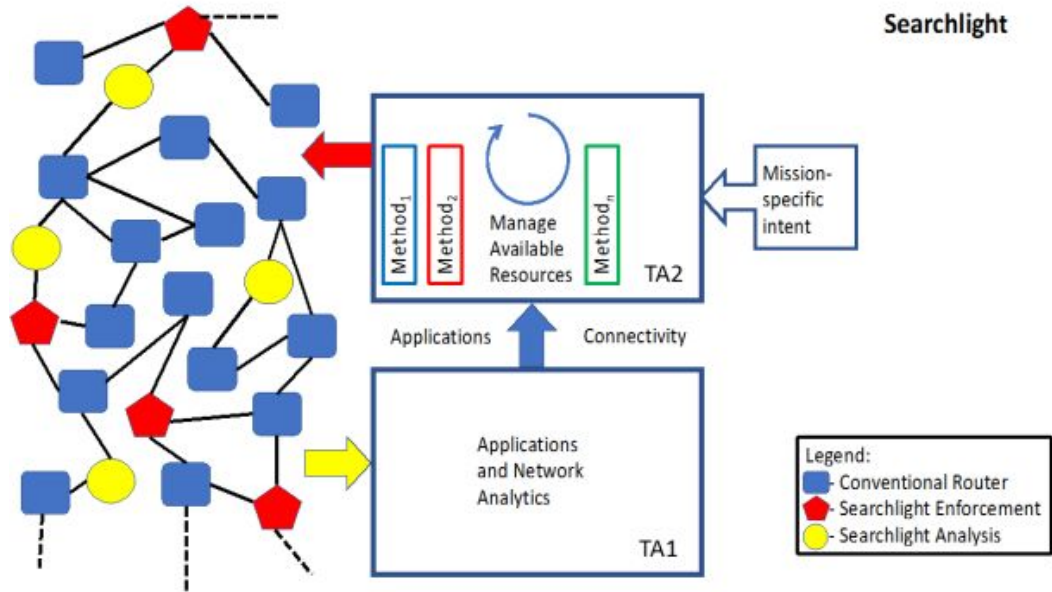 Searchlight
Method1
Method2
Manage
Available
Resources
Methodn
TA2
Mission-
specific
intent
Applications
Connectivity
Applications
and Network
Analytics
TA1
Legend:
- Conventional Router
- Searchlight Enforcement
- Searchlight Analysis